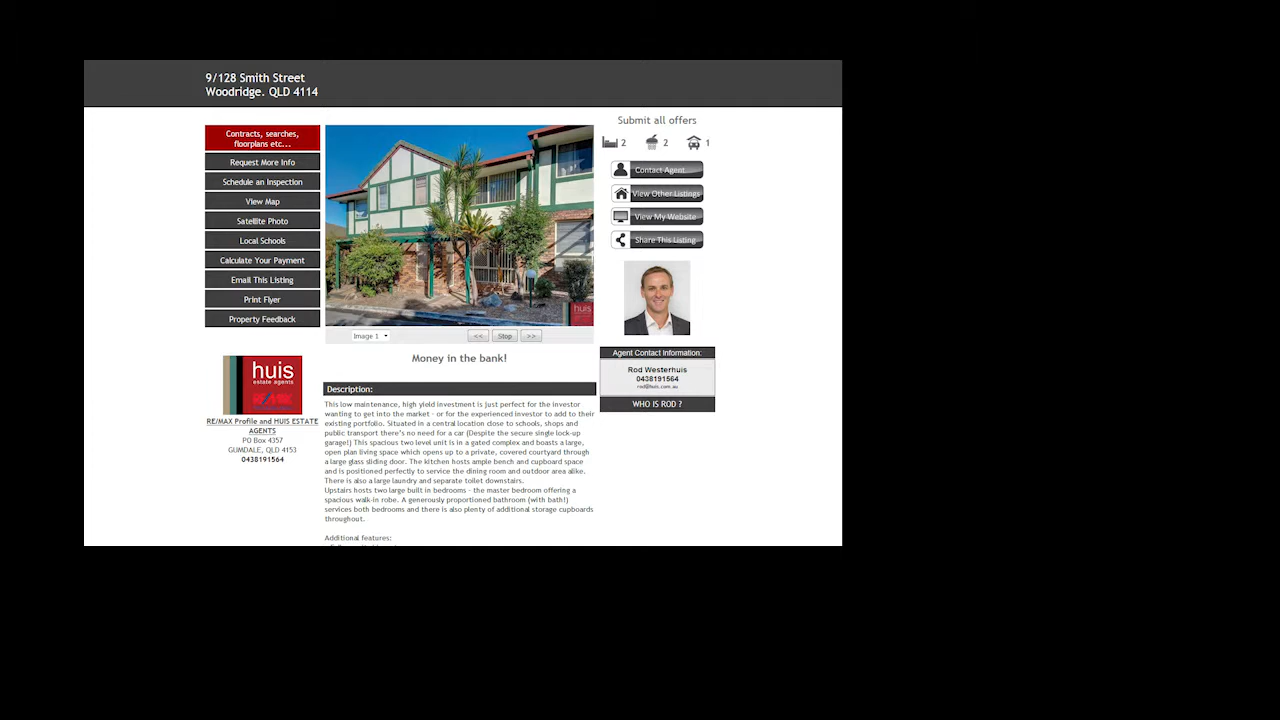 9/128 Smith Street
Woodridge. QLD 4114
Contracts, searches,
floorplans etc...
Request More Info
Schedule an Inspection
View Map
Satellite Photo
Local Schools
Calculate Your Payment
Email This Listing
Print Flyer
Property Feedback
huis
estate agents
RE/MAX
RE/MAX Profile and HUIS ESTATE
AGENTS
PO Box 4357
GUMDALE, QLD 4153
0438191564
huis
Image 1
<<
Stop
>>
Money in the bank!
Description:
This low maintenance, high yield investment is just perfect for the investor
wanting to get into the market - or for the experienced investor to add to their
existing portfolio. Situated in a central location close to schools, shops and
public transport there's no need for a car (Despite the secure single lock-up
garage!) This spacious two level unit is in a gated complex and boasts a large,
open plan living space which opens up to a private, covered courtyard through
a large glass sliding door. The kitchen hosts ample bench and cupboard space
and is positioned perfectly to service the dining room and outdoor area alike.
There is also a large laundry and separate toilet downstairs.
Upstairs hosts two large built in bedrooms - the master bedroom offering a
spacious walk-in robe. A generously proportioned bathroom (with bath!)
services both bedrooms and there is also plenty of additional storage cupboards
throughout.
Additional features:
Submit all offers
2 2 1
Contact Agent
View Other Listings
View My Website
Share This Listing
Agent Contact Information:
Rod Westerhuis
0438191564
rod@huis.com.au
WHO IS ROD ?